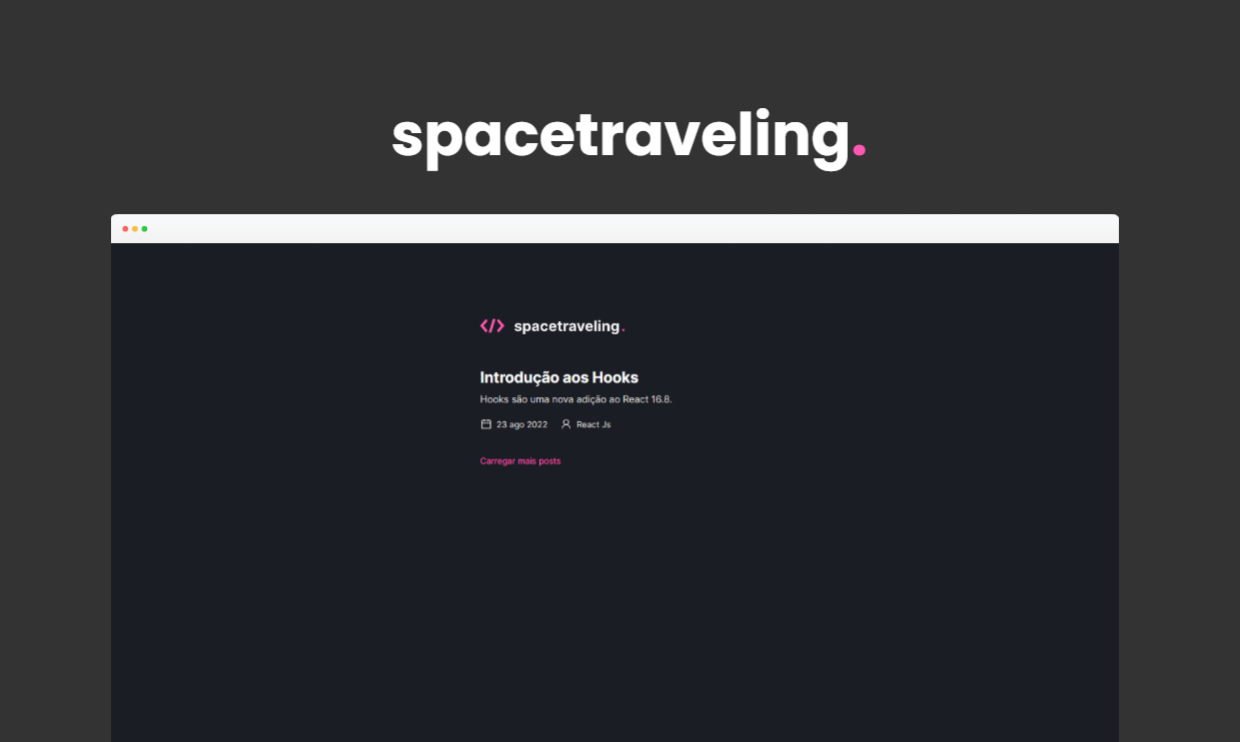 spacetraveling.
</> spacetraveling.
Introdução aos Hooks
Hooks são uma nova adição ao React 16.8.
23 ago 2022 React Js
Carregar mais posts